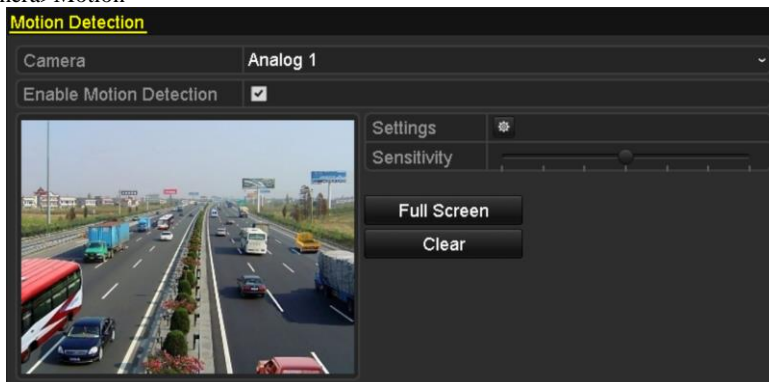 Motion Detection
Camera Analog 1
Enable Motion Detection
Settings
Sensitivity
Full Screen
Clear